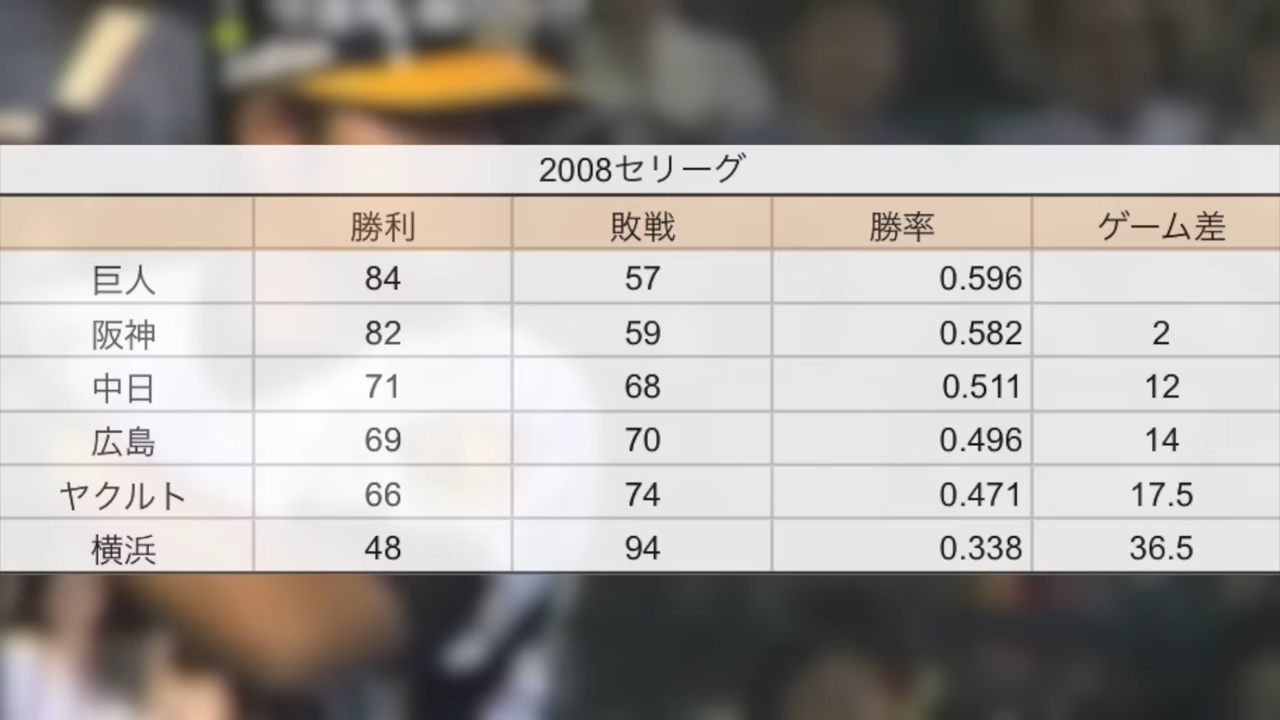 2008セリーグ
勝利 敗戦 勝率 ゲーム差
巨人 84 57 0.596
阪神 82 59 0.582 2
中日 71 68 0.511 12
広島 69 70 0.496 14
ヤクルト 66 74 0.471 17.5
横浜 48 94 0.338 36.5